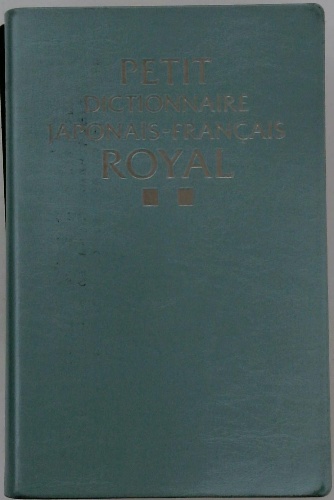 PETIT
DICTIONNAIRE
JAPONAIS-FRANÇAIS
ROYAL